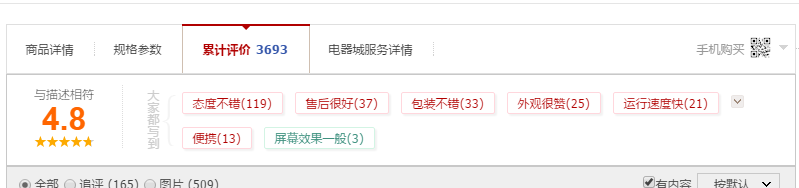 商品详情 规格参数 累计评价 3693 电器城服务详情 手机购买
与描述相符
4.8
大家都写到
态度不错(119) 售后很好(37) 包装不错(33) 外观很赞(25) 运行速度快(21)
便携(13) 屏幕效果一般(3)
全部 追评 (165) 图片 (509) 有内容 按默认